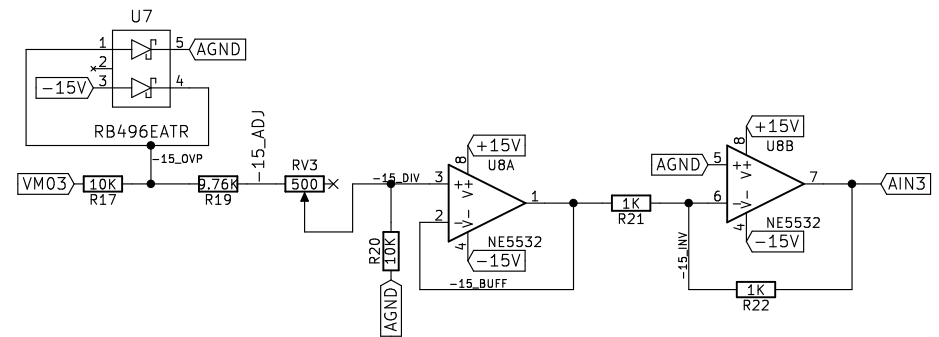 U7
1
5
AGND
2
-15V
3
4
RB496EATR
-15_OVP
-15_ADJ
VM03
10K
R17
9.76K
R19
RV3
500
-15_DIV
R20
10K
AGND
+15V
8
U8A
3
++
V+
2
-
V-
1
4
NE5532
-15V
-15_BUFF
1K
R21
-15_INV
+15V
8
U8B
AGND
5
++
V+
6
-
V-
7
4
NE5532
-15V
1K
R22
AIN3